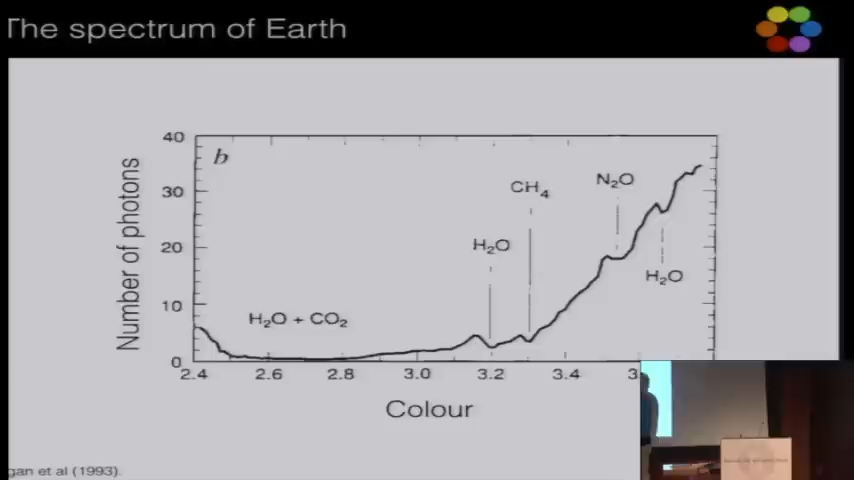 The spectrum of Earth
b
Number of photons
40
30
20
10
0
H₂O + CO₂
H₂O
CH₄
N₂O
H₂O
2.4 2.6 2.8 3.0 3.2 3.4
Colour
gan et al (1993).